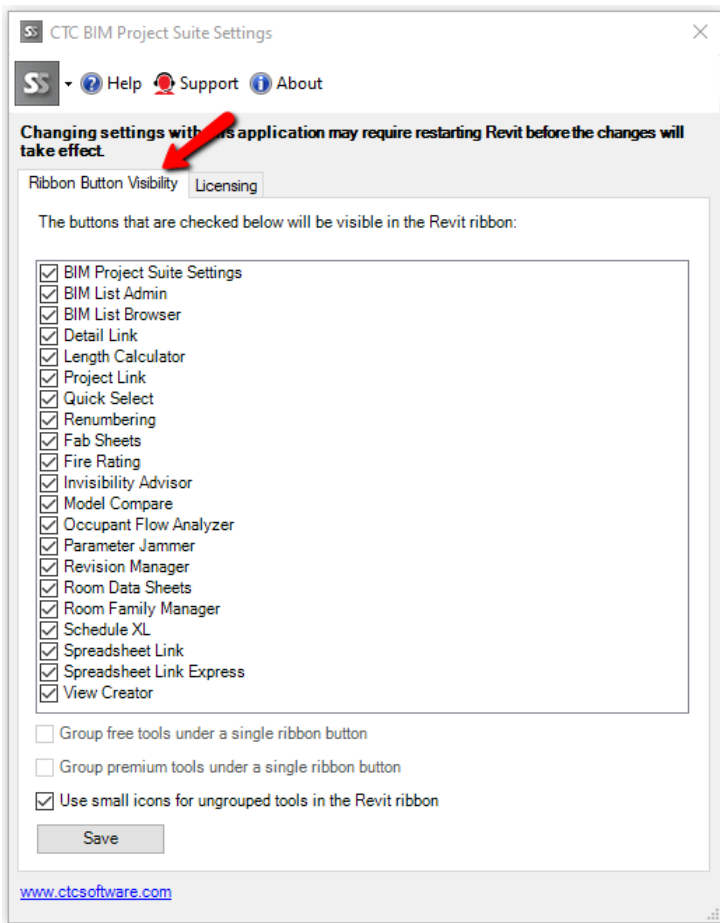 SS CTC BIM Project Suite Settings
SS Help Support About
Changing settings with s application may require restarting Revit before the changes will
take effect.
Ribbon Button Visibility Licensing
The buttons that are checked below will be visible in the Revit ribbon:
BIM Project Suite Settings
BIM List Admin
BIM List Browser
Detail Link
Length Calculator
Project Link
Quick Select
Renumbering
Fab Sheets
Fire Rating
Invisibility Advisor
Model Compare
Occupant Flow Analyzer
Parameter Jammer
Revision Manager
Room Data Sheets
Room Family Manager
Schedule XL
Spreadsheet Link
Spreadsheet Link Express
View Creator
Group free tools under a single ribbon button
Group premium tools under a single ribbon button
Use small icons for ungrouped tools in the Revit ribbon
Save
www.ctcsoftware.com